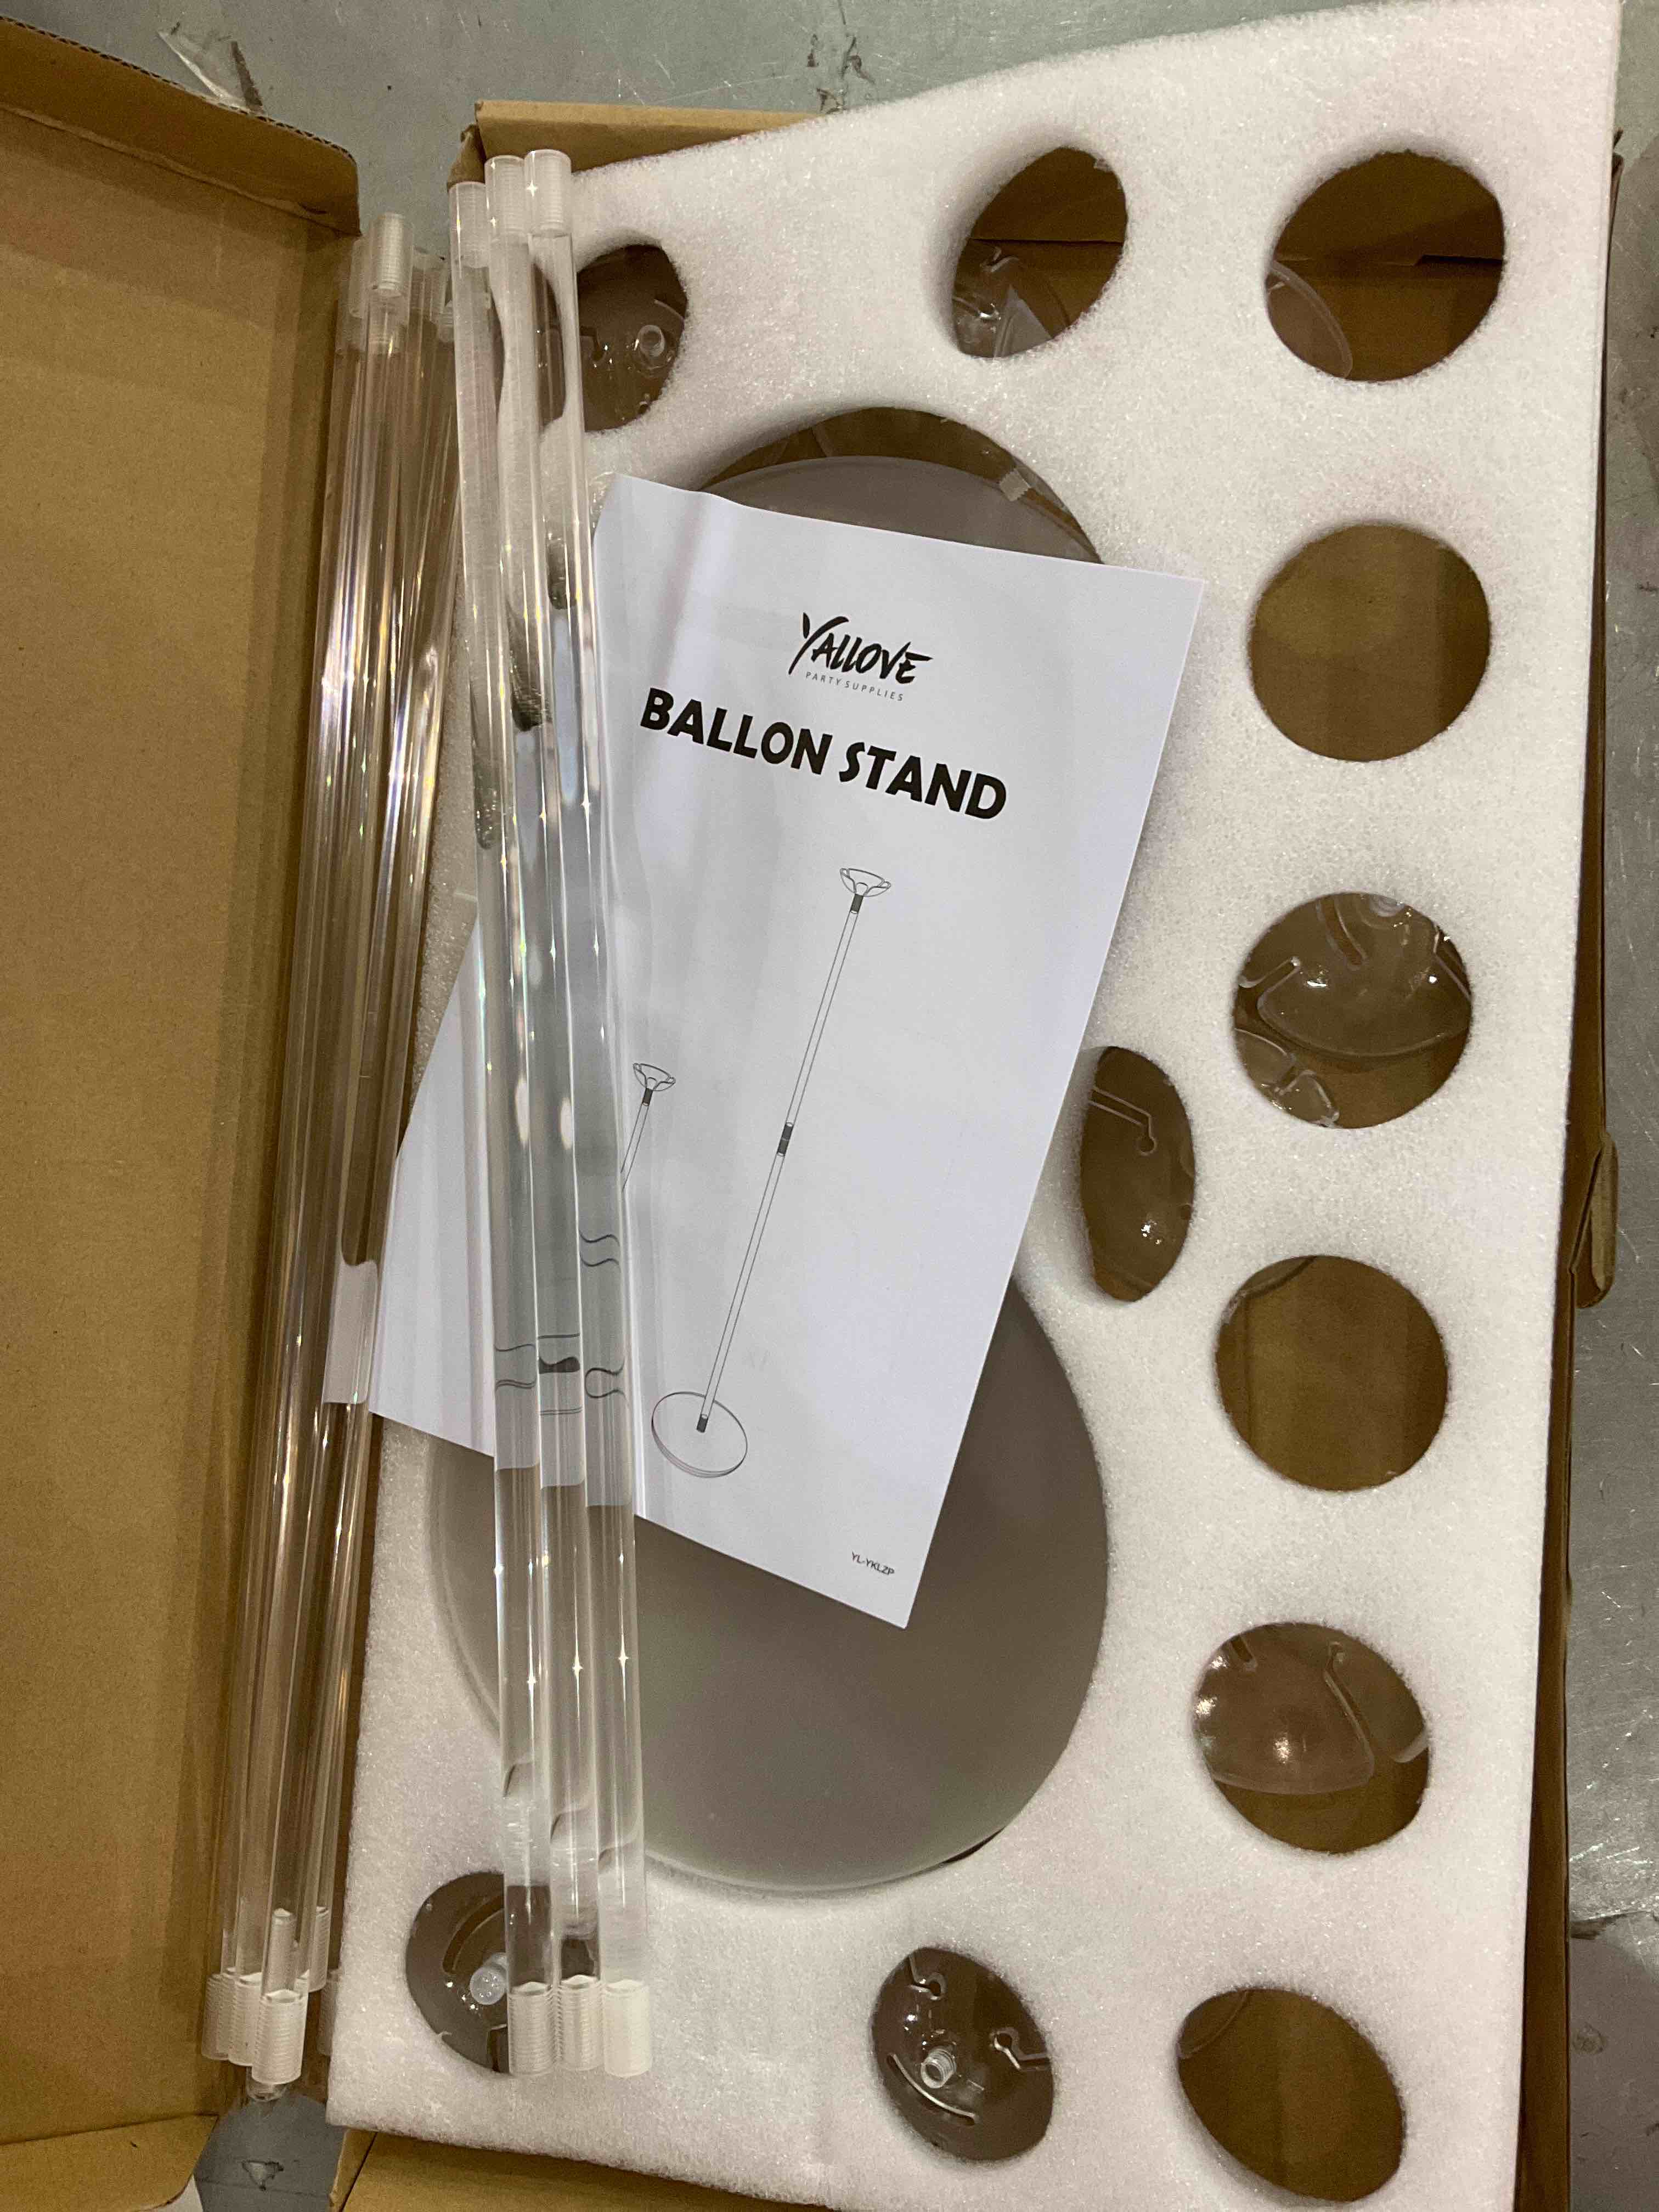 YALLOVE
PARTY SUPPLIES
BALLON STAND
YL-YKLZP